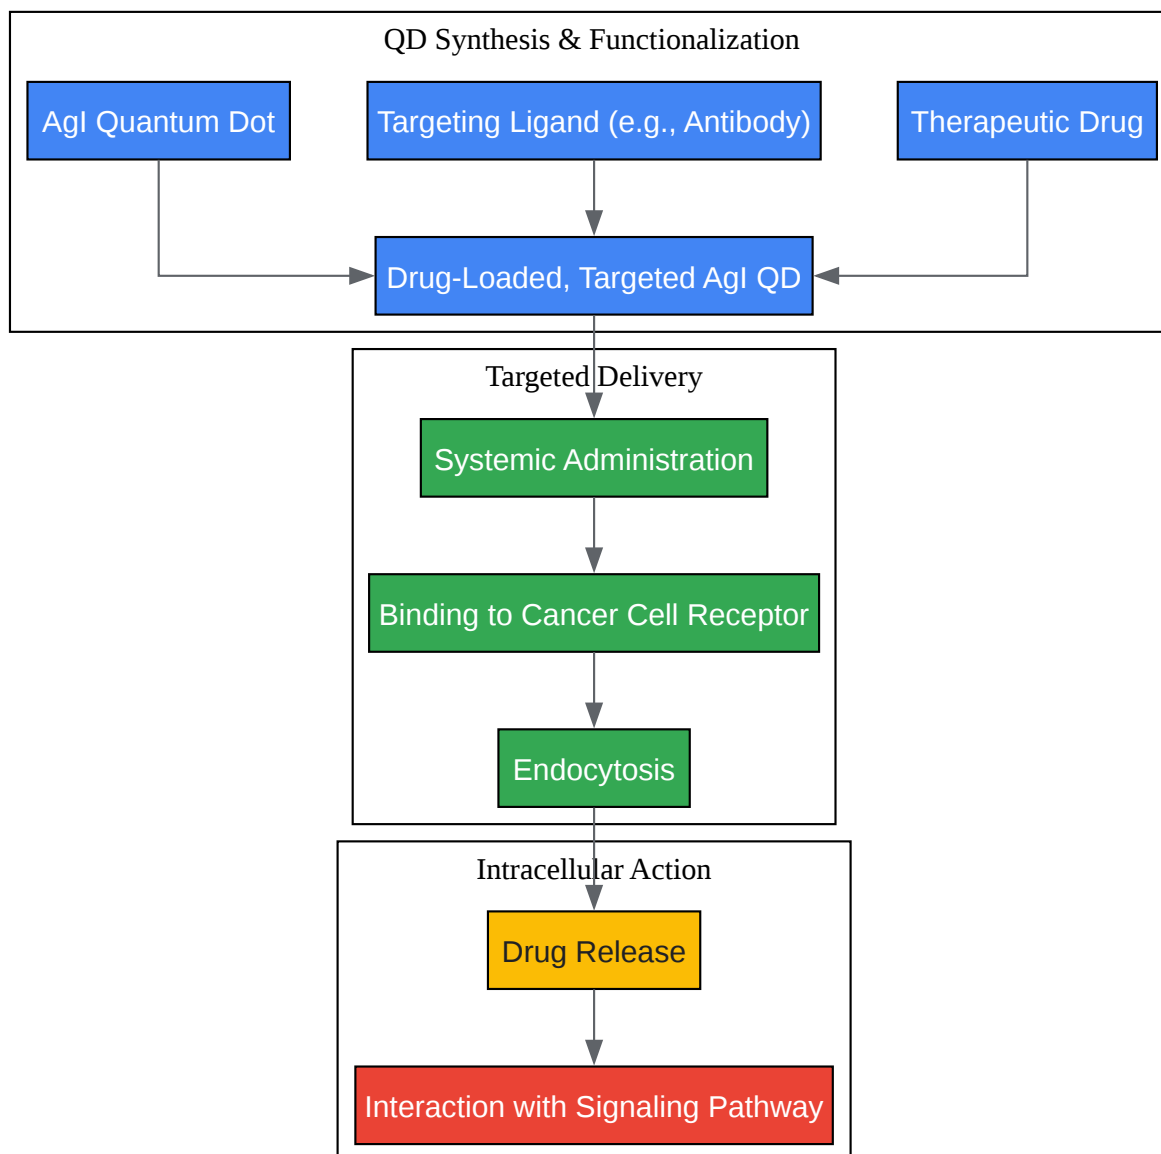 QD Synthesis & Functionalization
AgI Quantum Dot
Targeting Ligand (e.g., Antibody)
Therapeutic Drug
Drug-Loaded, Targeted AgI QD
Targeted Delivery
Systemic Administration
Binding to Cancer Cell Receptor
Endocytosis
Intracellular Action
Drug Release
Interaction with Signaling Pathway